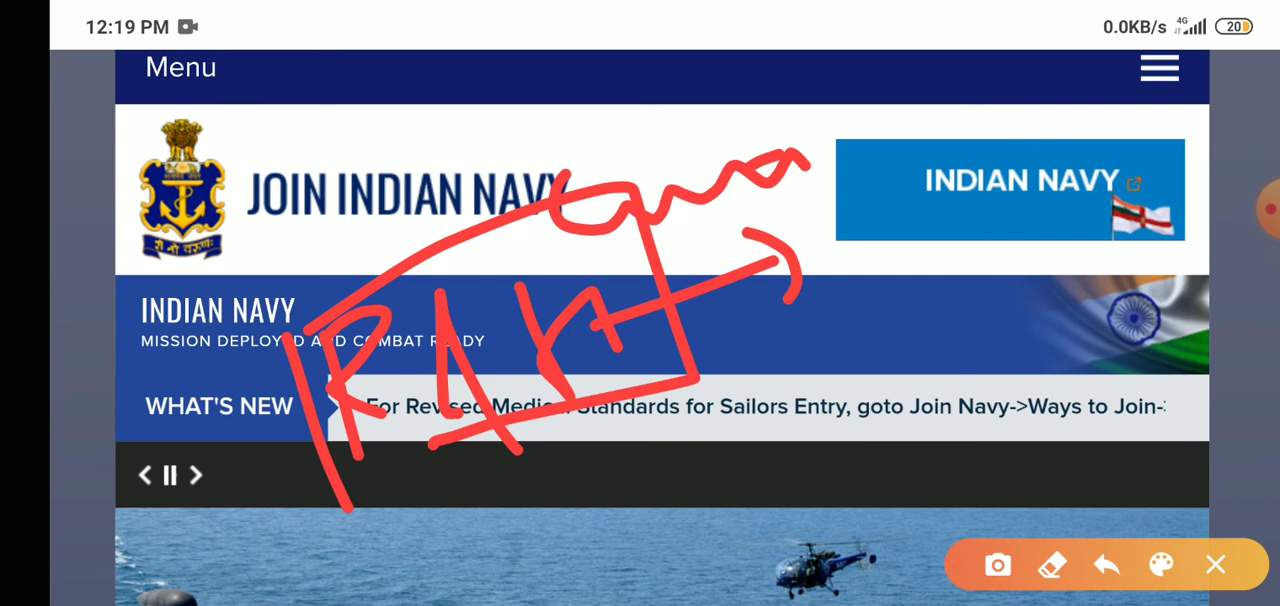 12:19 PM 0.0KB/s 4G 20
Menu
JOIN INDIAN NAVY
INDIAN NAVY
INDIAN NAVY
MISSION DEPLOYED AND COMBAT READY
WHAT'S NEW For Revised Medical Standards for Sailors Entry, goto Join Navy->Ways to Join->